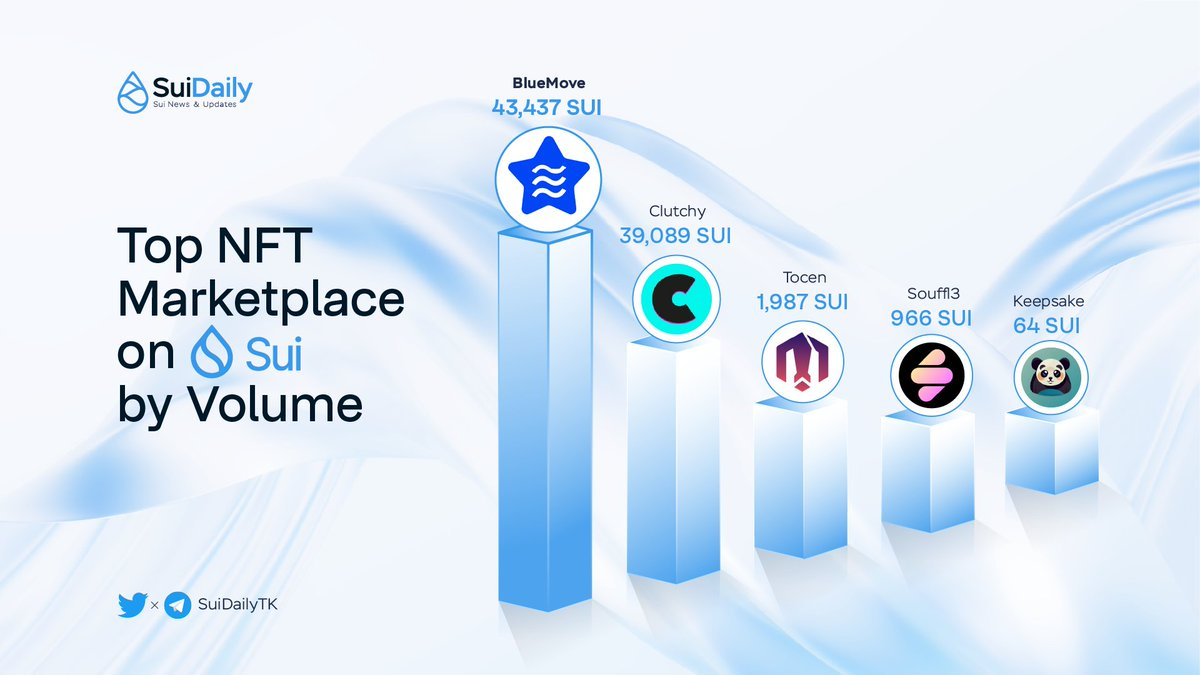 SuiDaily
Sui News & Updates
Top NFT
Marketplace
on Sui
by Volume
BlueMove
43,437 SUI
Clutchy
39,089 SUI
Tocen
1,987 SUI
Souffl3
966 SUI
Keepsake
64 SUI
× SuiDailyTK